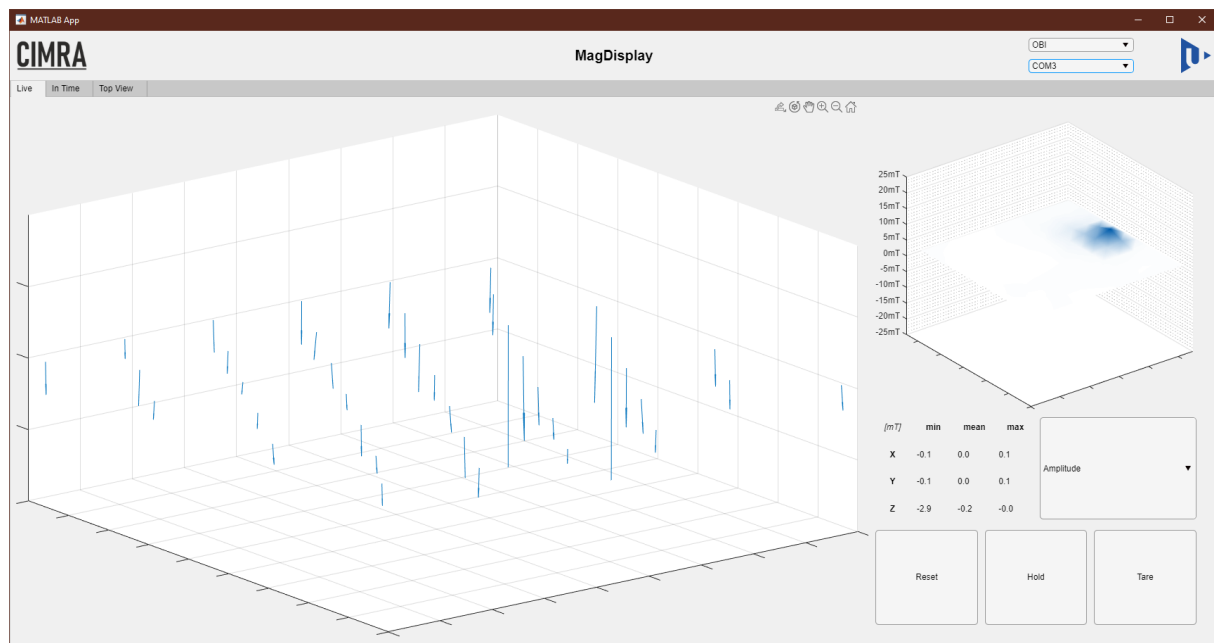 MATLAB App
CIMRA
MagDisplay
OBI
COM3
Live In Time Top View
25mT
20mT
15mT
10mT
5mT
0mT
-5mT
-10mT
-15mT
-20mT
-25mT
[mT] min mean max
X -0.1 0.0 0.1
Y -0.1 0.0 0.1
Z -2.9 -0.2 -0.0
Amplitude
Reset Hold Tare